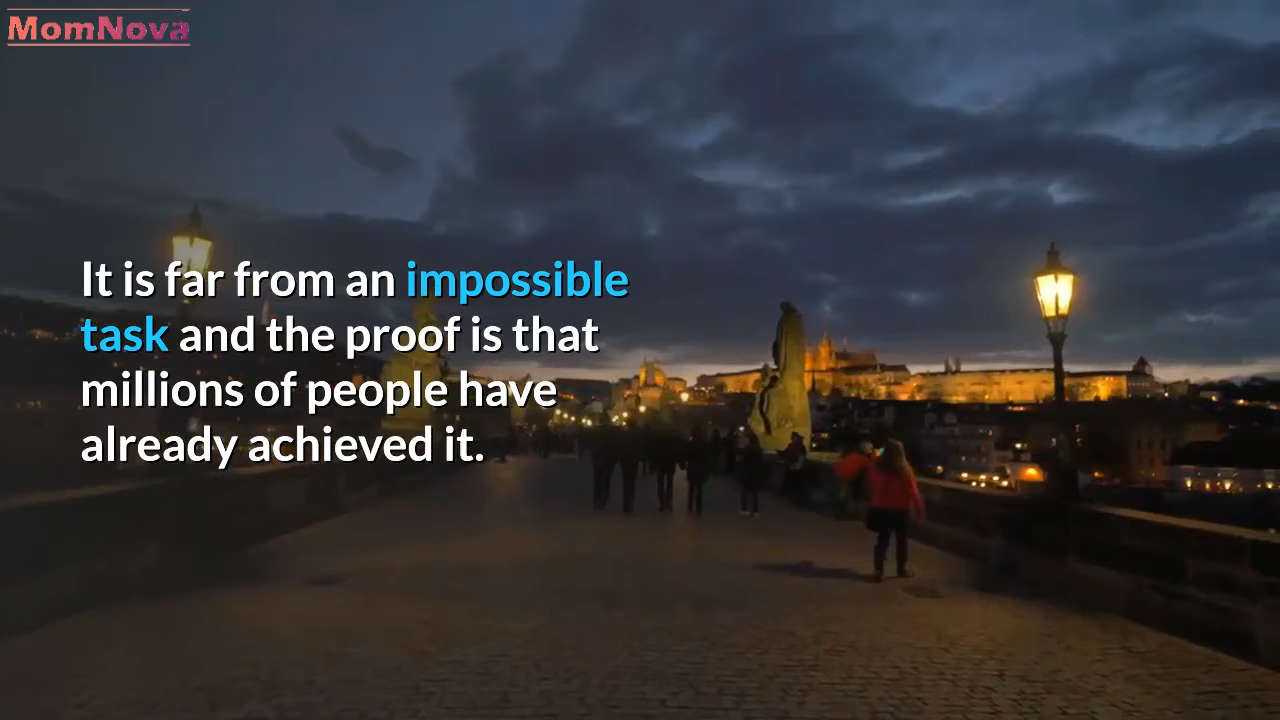 MomNova
It is far from an impossible
task and the proof is that
millions of people have
already achieved it.